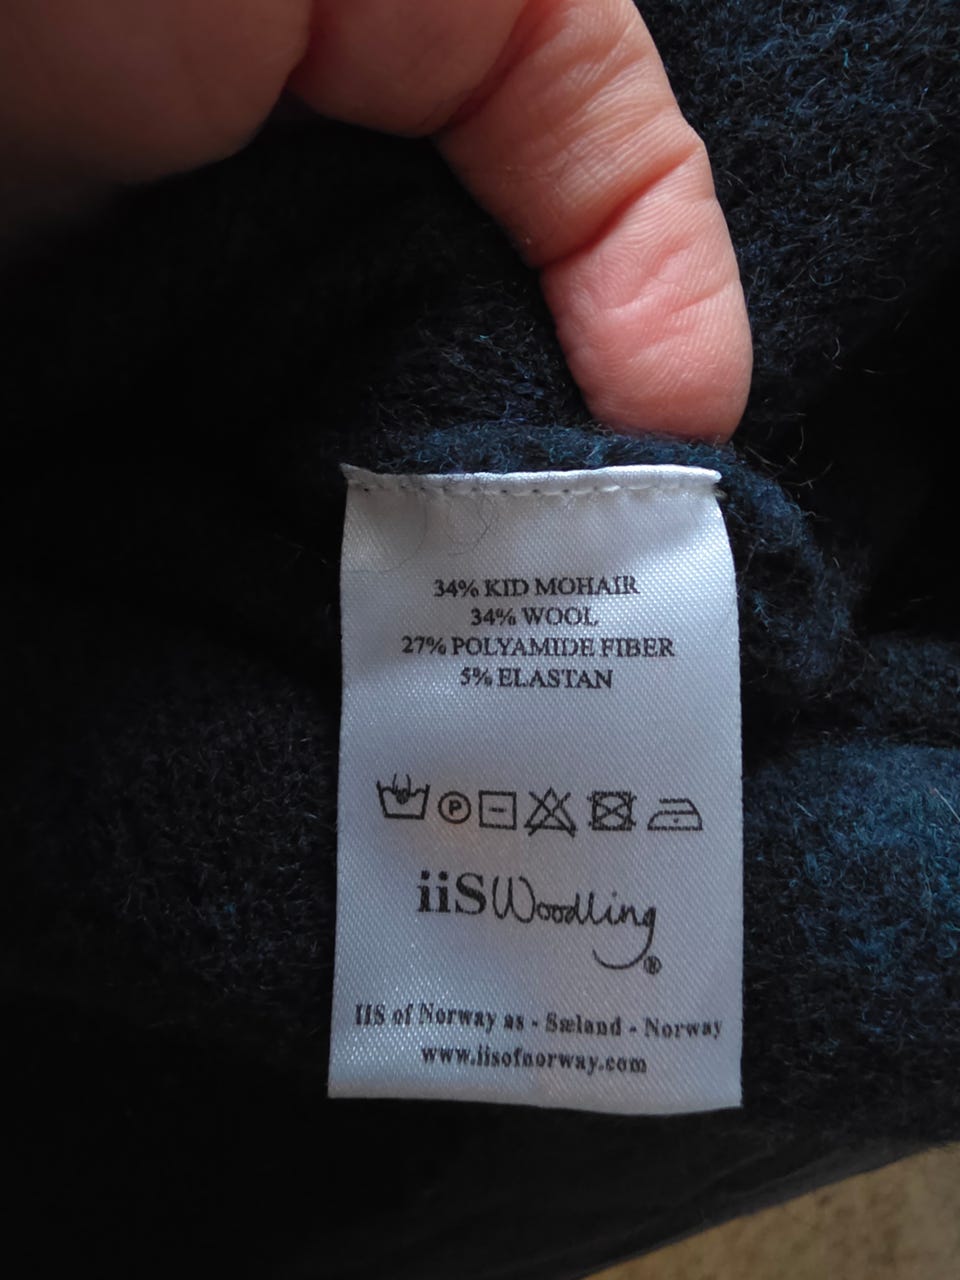 34% KID MOHAIR
34% WOOL
27% POLYAMIDE FIBER
5% ELASTAN
P
iiS Woodling
®
IIS of Norway as - Sæland - Norway
www.iisofnorway.com